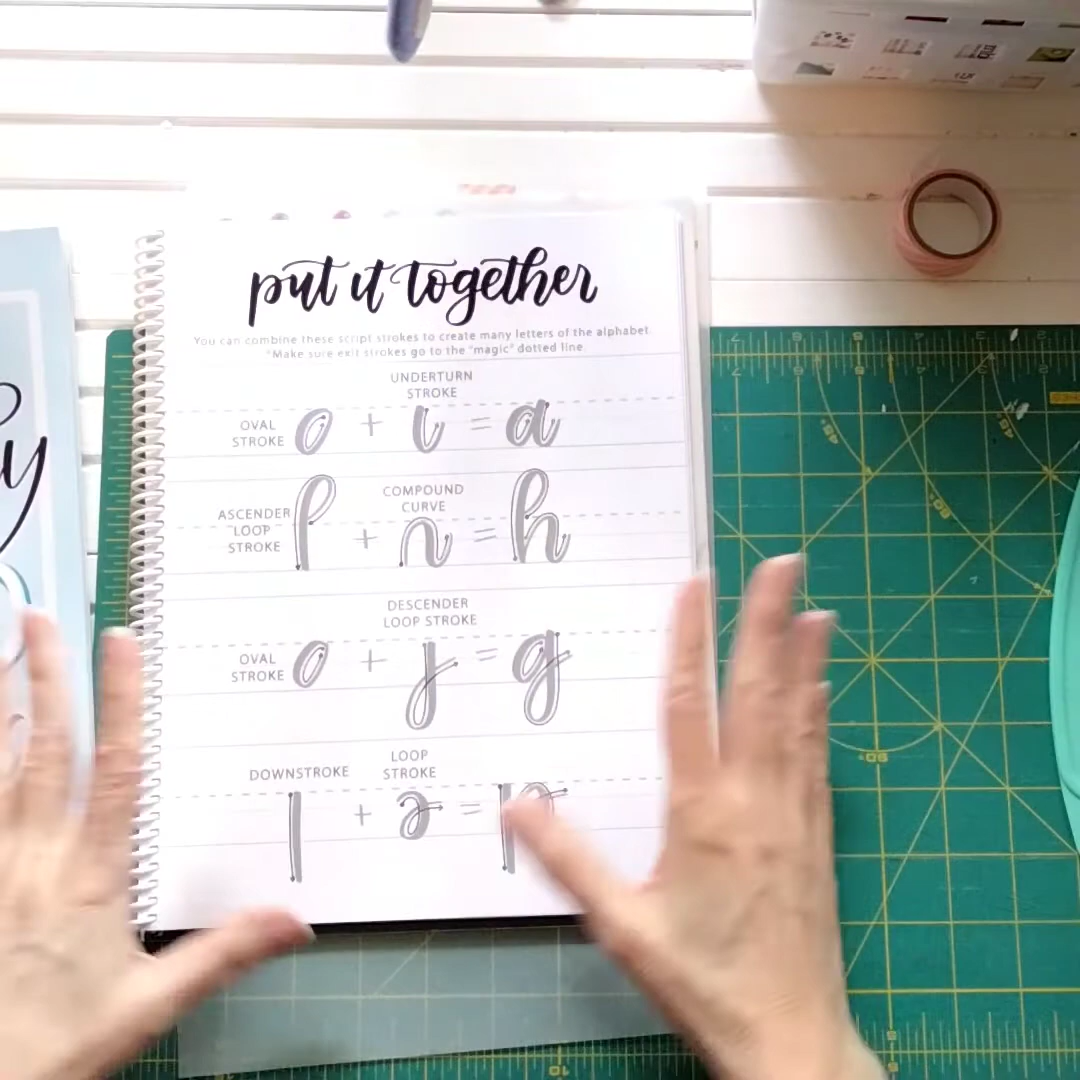 put it together
You can combine these script strokes to create many letters of the alphabet.
*Make sure exit strokes go to the "magic" dotted line.
UNDERTURN
STROKE
OVAL
STROKE
o + ι = a
COMPOUND
CURVE
ASCENDER
LOOP
STROKE
l + n = h
DESCENDER
LOOP STROKE
OVAL
STROKE
o + j = g
DOWNSTROKE
LOOP
STROKE